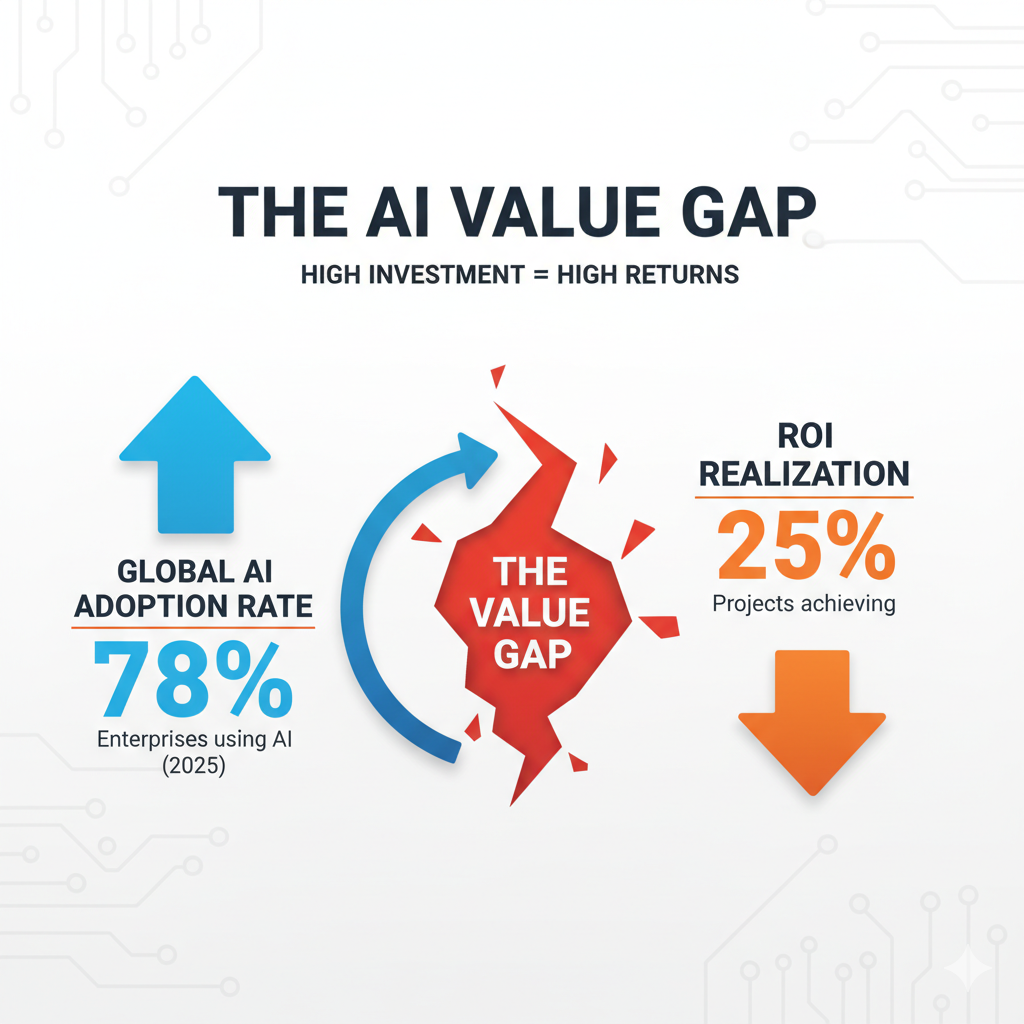 THE AI VALUE GAP
HIGH INVESTMENT = HIGH RETURNS
GLOBAL AI
ADOPTION RATE
78%
Enterprises using AI
(2025)
THE
VALUE
GAP
ROI
REALIZATION
25%
Projects achieving